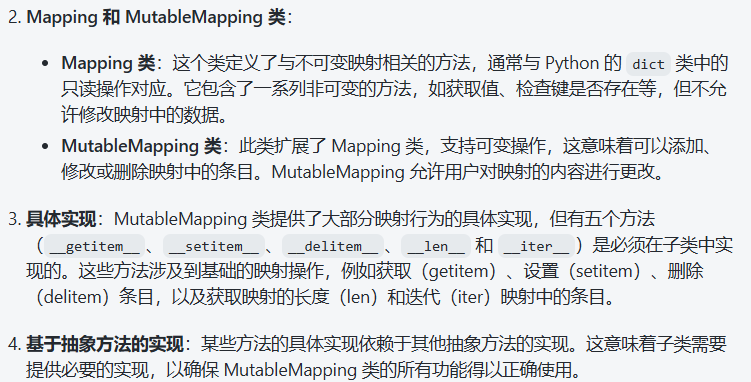 2. Mapping 和 MutableMapping 类：
• Mapping 类：这个类定义了与不可变映射相关的方法，通常与 Python 的 dict 类中的
只读操作对应。它包含了一系列非可变的方法，如获取值、检查键是否存在等，但不允
许修改映射中的数据。
• MutableMapping 类：此类扩展了 Mapping 类，支持可变操作，这意味着可以添加、
修改或删除映射中的条目。MutableMapping 允许用户对映射的内容进行更改。
3. 具体实现：MutableMapping 类提供了大部分映射行为的具体实现，但有五个方法
（__getitem__、__setitem__、__delitem__、__len__ 和 __iter__）是必须在子类中实
现的。这些方法涉及到基础的映射操作，例如获取（getitem）、设置（setitem）、删除
（delitem）条目，以及获取映射的长度（len）和迭代（iter）映射中的条目。
4. 基于抽象方法的实现：某些方法的具体实现依赖于其他抽象方法的实现。这意味着子类需要
提供必要的实现，以确保 MutableMapping 类的所有功能得以正确使用。